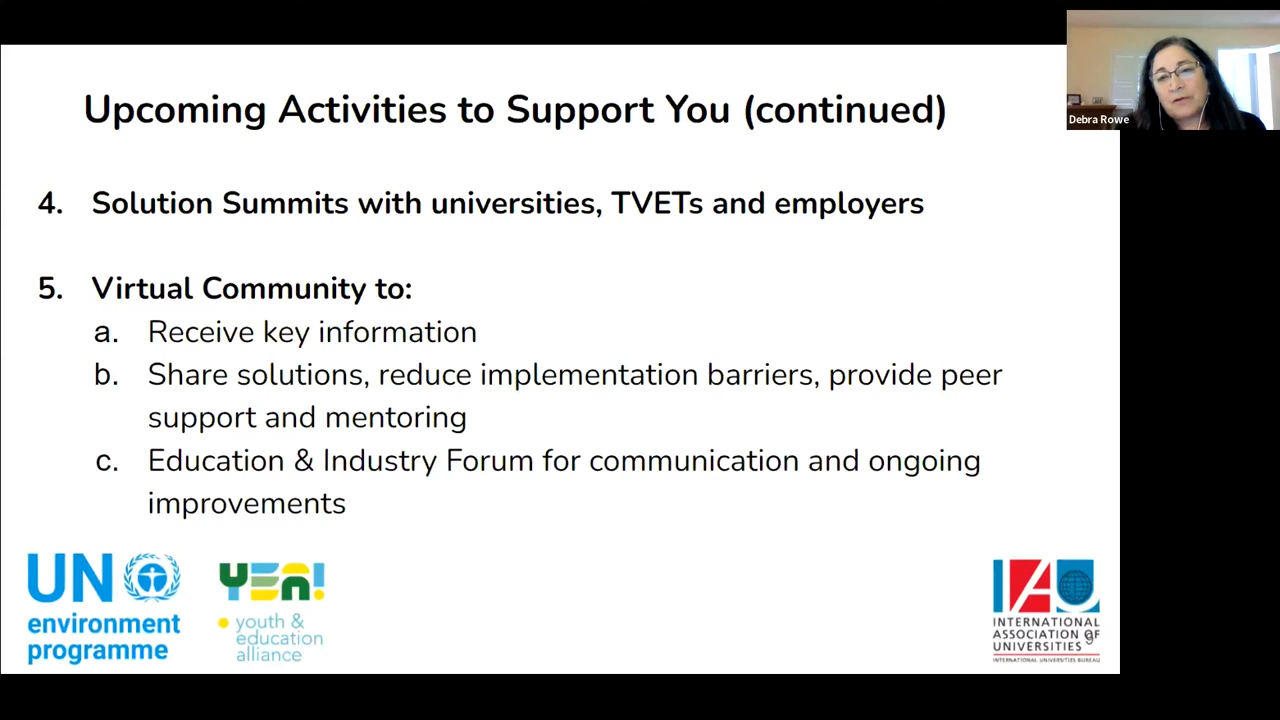 Upcoming Activities to Support You (continued)
Debra Rowe
4. Solution Summits with universities, TVETs and employers
5. Virtual Community to:
a. Receive key information
b. Share solutions, reduce implementation barriers, provide peer
support and mentoring
c. Education & Industry Forum for communication and ongoing
improvements
UN
environment
programme
YEA!
youth &
education
alliance
IAU
INTERNATIONAL
ASSOCIATION OF
UNIVERSITIES
INTERNATIONAL UNIVERSITIES BUREAU
9